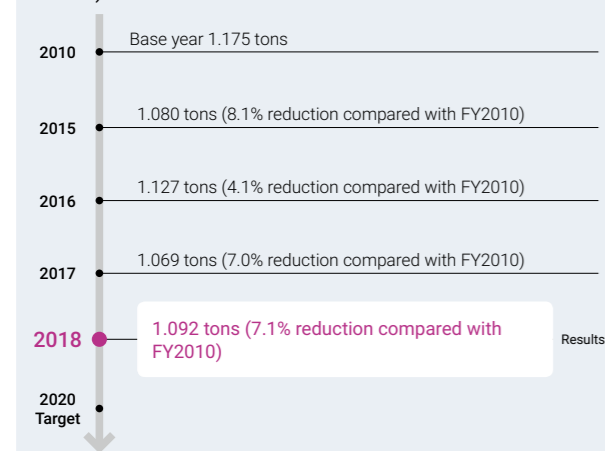 2010
Base year 1.175 tons
2015
1.080 tons (8.1% reduction compared with FY2010)
2016
1.127 tons (4.1% reduction compared with FY2010)
2017
1.069 tons (7.0% reduction compared with FY2010)
2018
1.092 tons (7.1% reduction compared with
FY2010)
Results
2020
Target